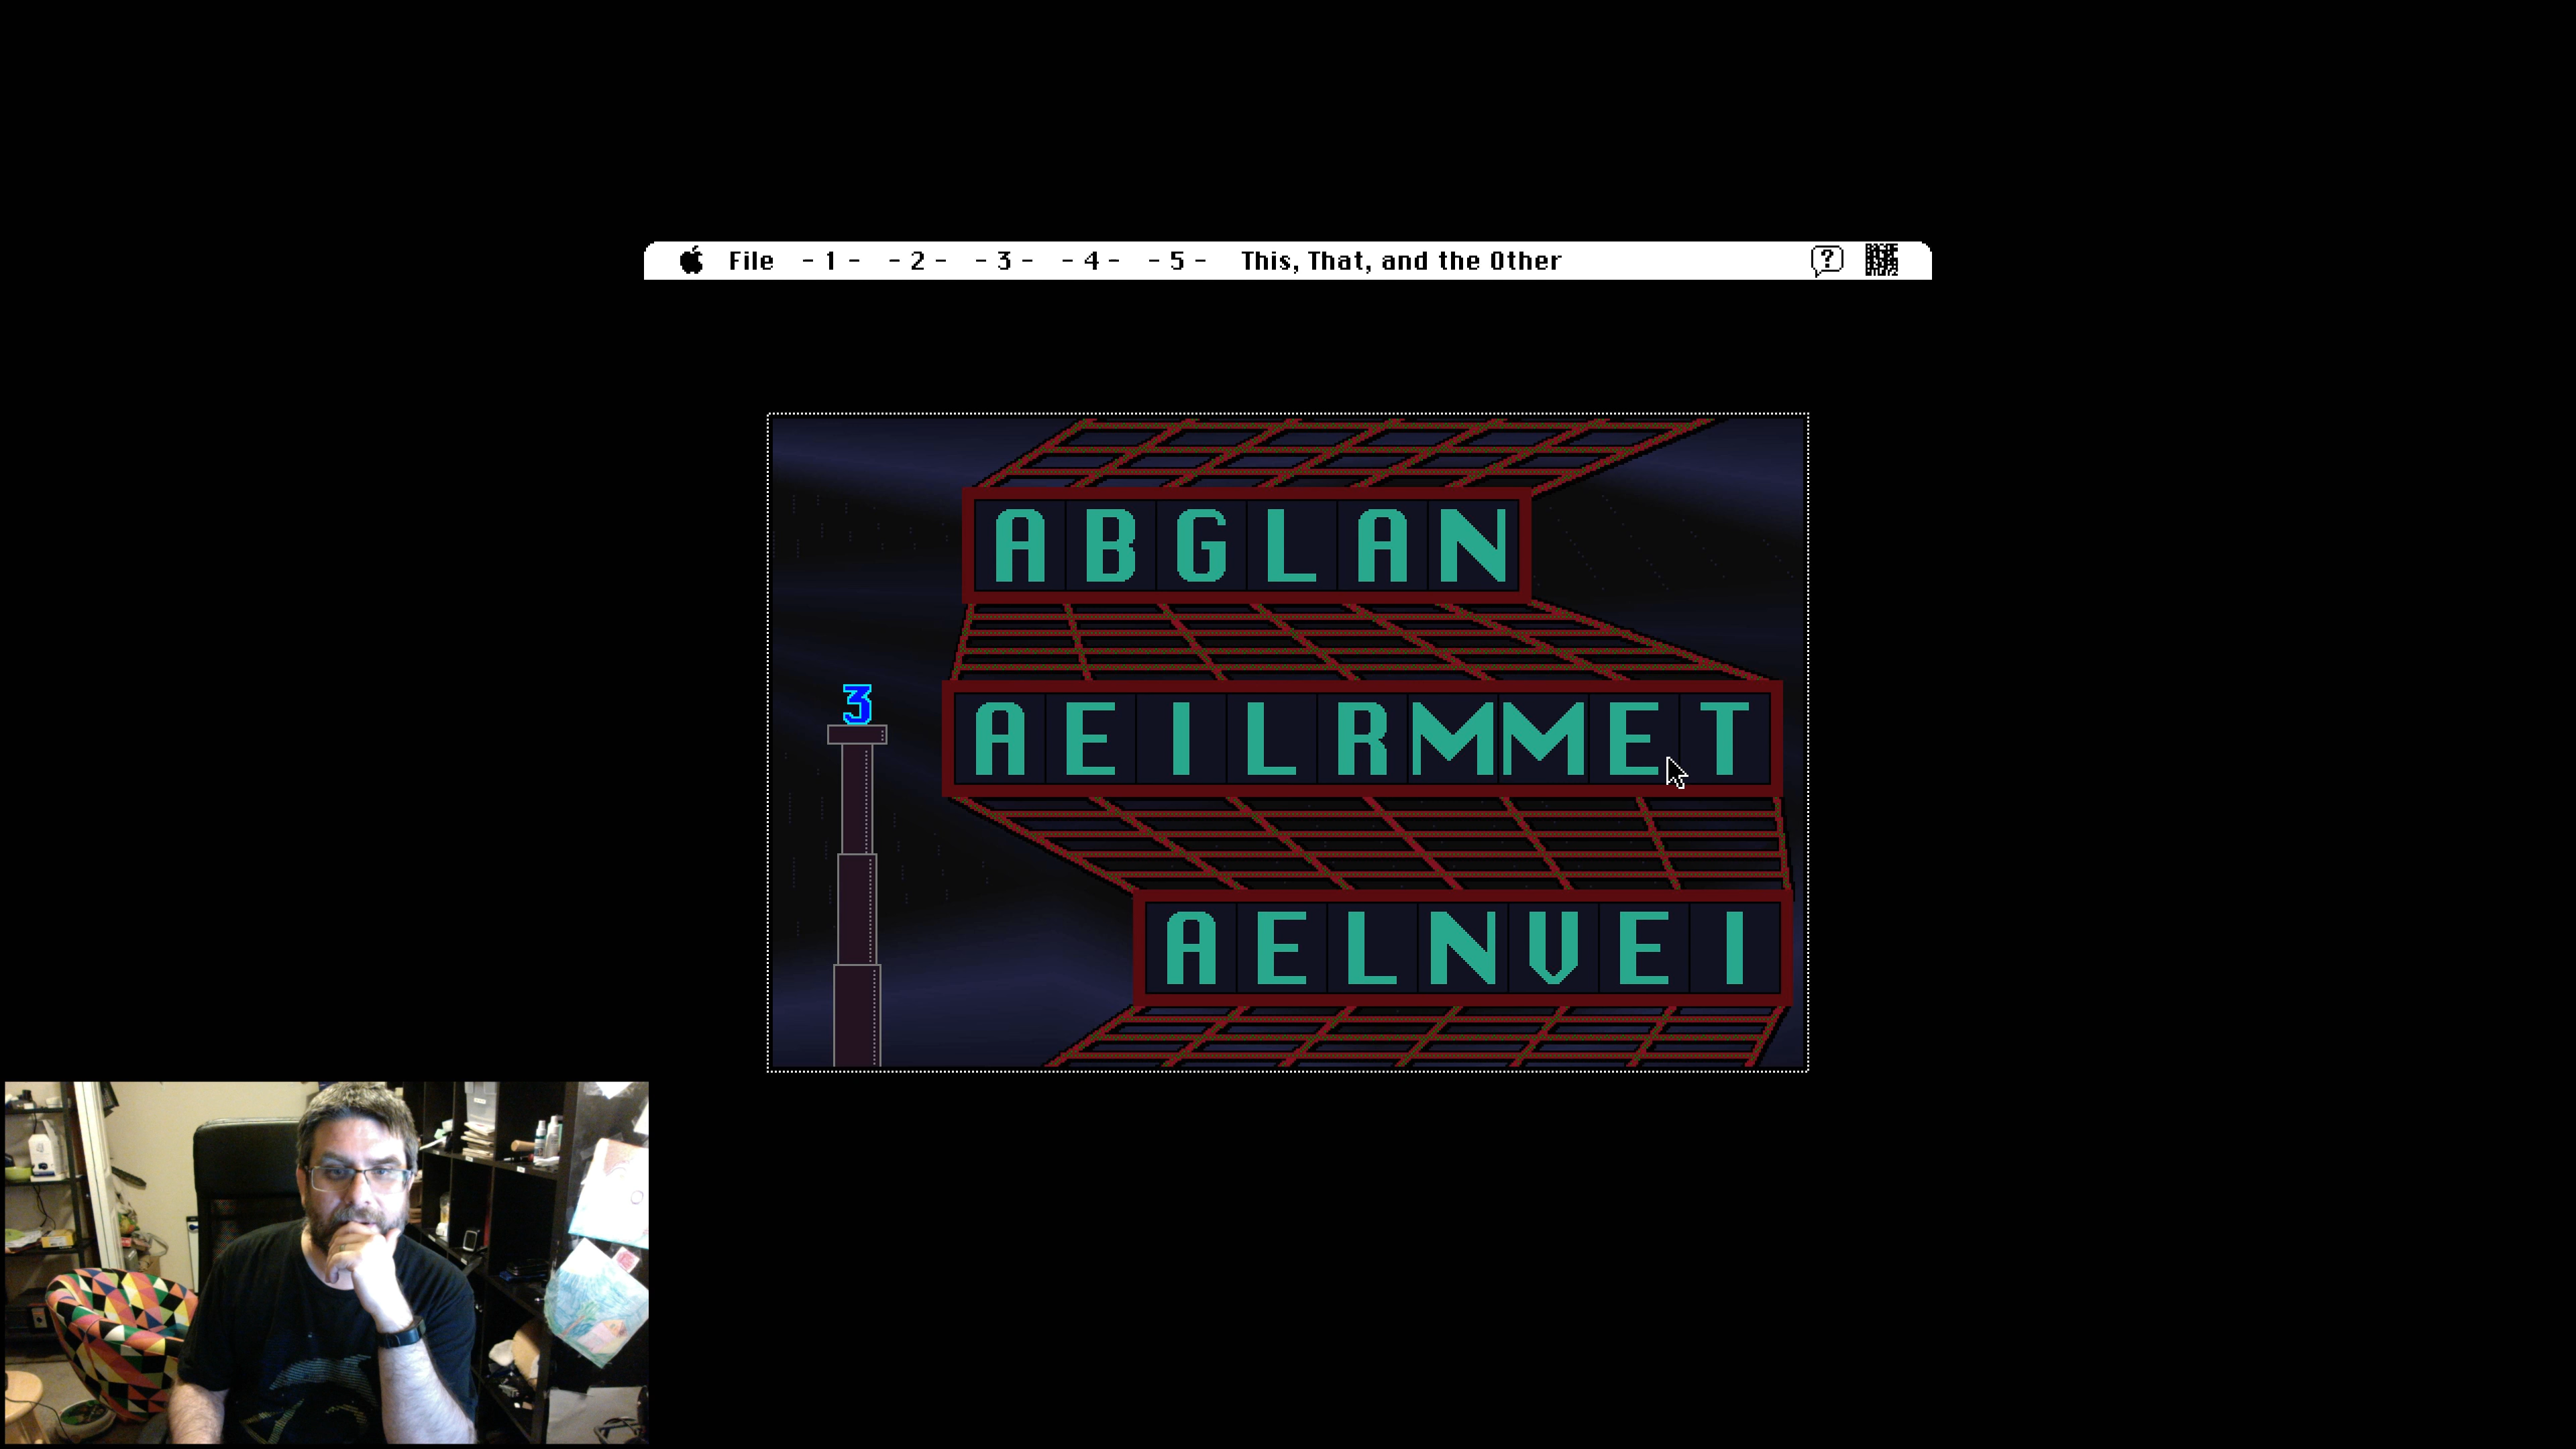 File -1- -2- -3- -4- -5- This, That, and the Other ?
ABGLAN
3
AEILRMMET
AELNVEI